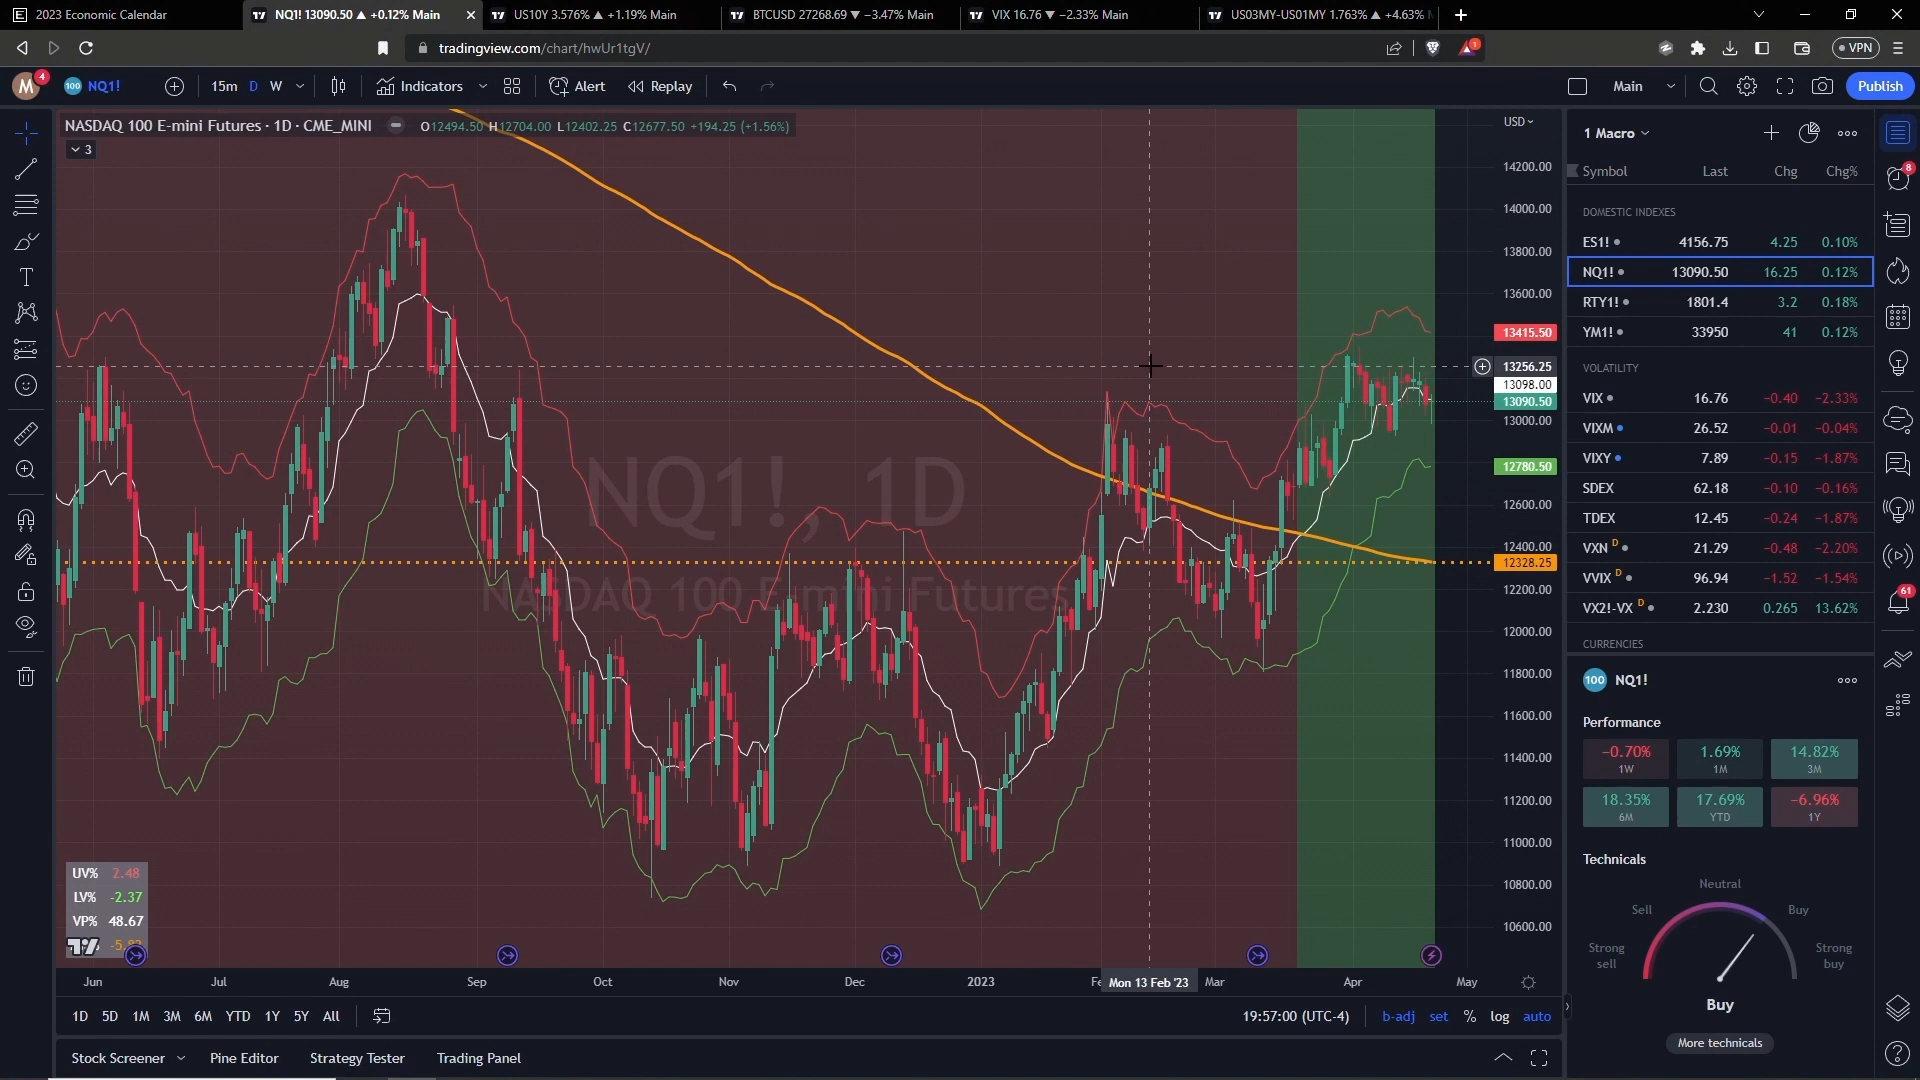 2023 Economic Calendar
NQ1! 13090.50 ▲ +0.12% Main
US10Y 3.576% ▲ +1.19% Main
BTCUSD 27268.69 ▼ −3.47% Main
VIX 16.76 ▼ −2.33% Main
US03MY-US01MY 1.763% ▲ +4.63%
tradingview.com/chart/hwUr1tgV/
1
VPN
M
4
100
NQ1!
15m
D
W
Indicators
Alert
Replay
Main
Publish
NASDAQ 100 E-mini Futures · 1D · CME_MINI
O12494.50 H12704.00 L12402.25 C12677.50 +194.25 (+1.56%)
3
NQ1!, 1D
NASDAQ 100 E-mini Futures
USD
14200.00
14000.00
13800.00
13600.00
13415.50
13256.25
13098.00
13090.50
13000.00
12780.50
12600.00
12400.00
12328.25
12200.00
12000.00
11800.00
11600.00
11400.00
11200.00
11000.00
10800.00
10600.00
UV% 2.48
LV% -2.37
VP% 48.67
Jun
Jul
Aug
Sep
Oct
Nov
Dec
2023
Mon 13 Feb '23
Mar
Apr
May
1D 5D 1M 3M 6M YTD 1Y 5Y All
19:57:00 (UTC-4)
b-adj set % log auto
Stock Screener
Pine Editor
Strategy Tester
Trading Panel
1 Macro
Symbol Last Chg Chg%
DOMESTIC INDEXES
ES1! 4156.75 4.25 0.10%
NQ1! 13090.50 16.25 0.12%
RTY1! 1801.4 3.2 0.18%
YM1! 33950 41 0.12%
VOLATILITY
VIX 16.76 −0.40 −2.33%
VIXM 26.52 −0.01 −0.04%
VIXY 7.89 −0.15 −1.87%
SDEX 62.18 −0.10 −0.16%
TDEX 12.45 −0.24 −1.87%
VXN D 21.29 −0.48 −2.20%
VVIX D 96.94 −1.52 −1.54%
VX2!-VX D 2.230 0.265 13.62%
CURRENCIES
100
NQ1!
Performance
−0.70% 1.69% 14.82%
1W 1M 3M
18.35% 17.69% −6.96%
6M YTD 1Y
Technicals
Neutral
Sell
Buy
Strong sell
Strong buy
Buy
More technicals
8
61